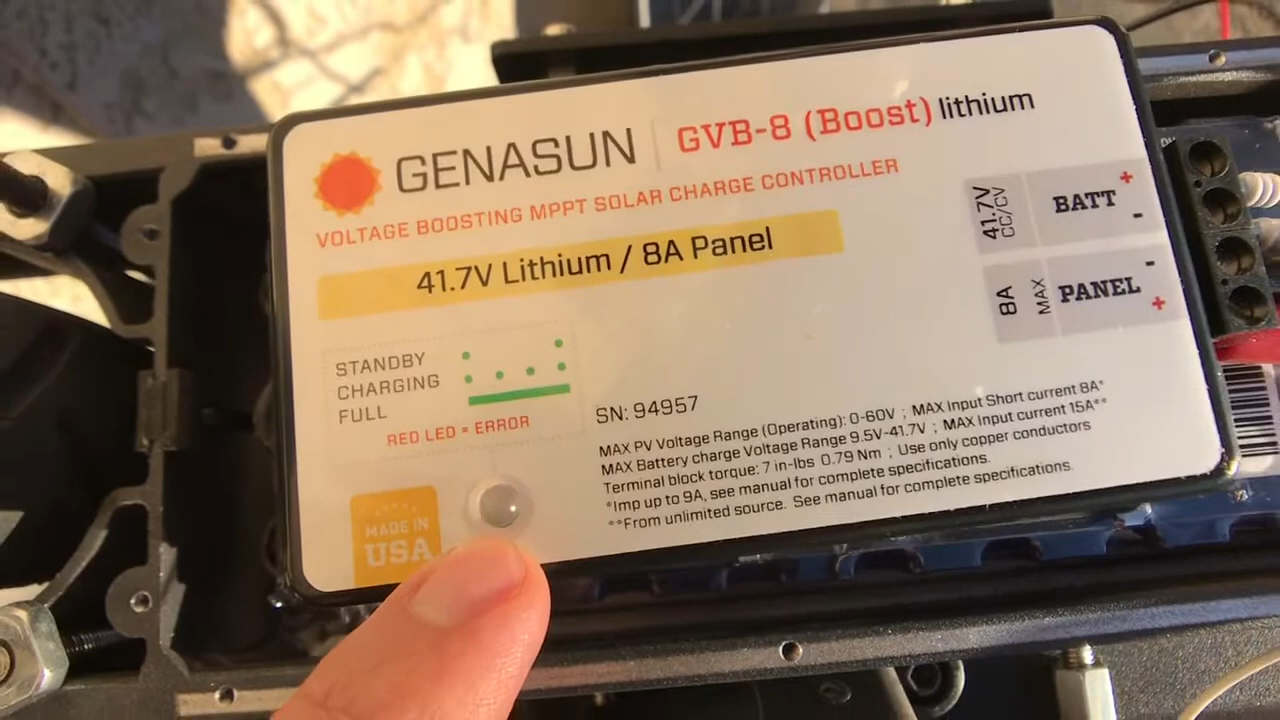 GENASUN | GVB-8 (Boost) lithium
VOLTAGE BOOSTING MPPT SOLAR CHARGE CONTROLLER
41.7V Lithium / 8A Panel
41.7V
CC/CV
BATT
+
-
8A
MAX
PANEL
-
+
STANDBY
CHARGING
FULL
RED LED = ERROR
MADE IN
USA
SN: 94957
MAX PV Voltage Range (Operating): 0-60V ; MAX Input Short current 8A*
MAX Battery charge Voltage Range 9.5V-41.7V ; MAX Input current 15A**
Terminal block torque: 7 in-lbs 0.79 Nm ; Use only copper conductors
*Imp up to 9A, see manual for complete specifications.
**From unlimited source. See manual for complete specifications.